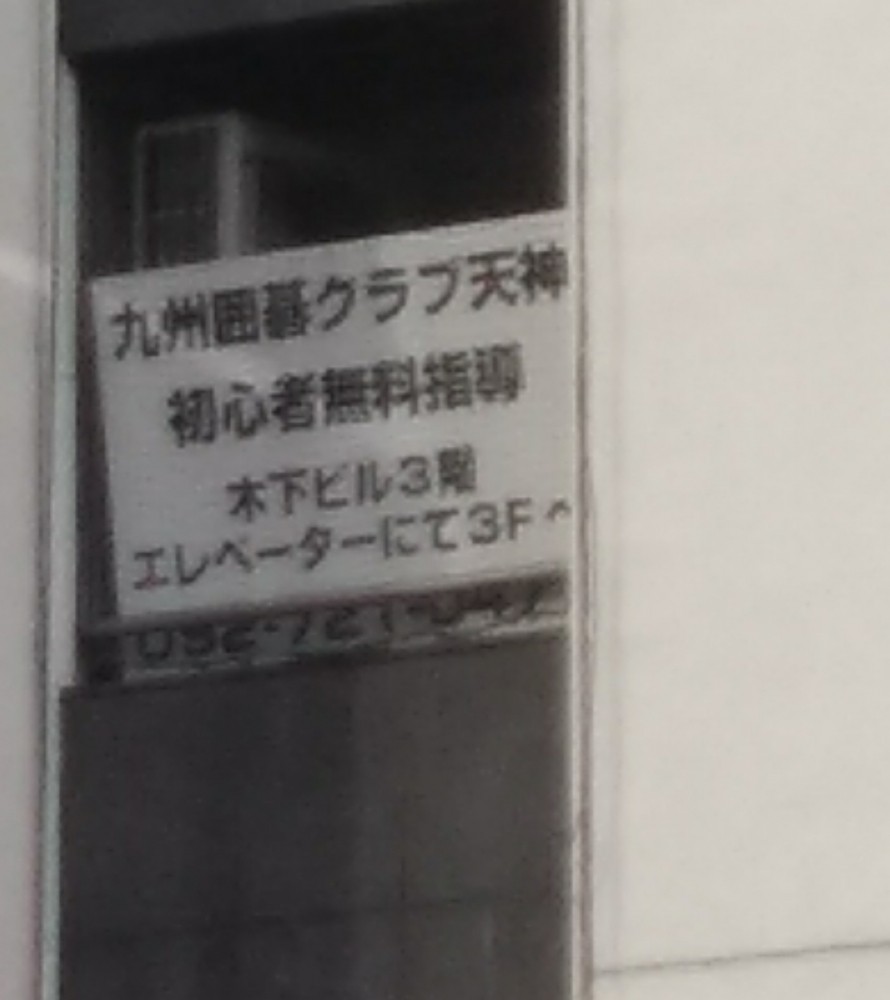 九州囲碁クラブ天神
初心者無料指導
木下ビル3階
エレベーターにて3Fへ